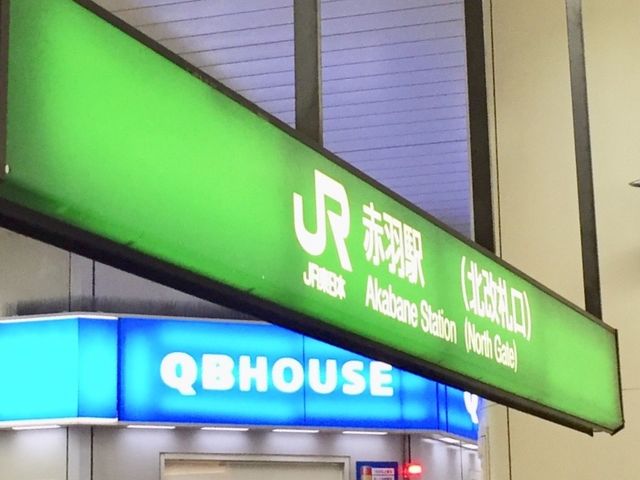 JR
JR東日本
赤羽駅 (北改札口)
Akabane Station (North Gate)
QBHOUSE
Q